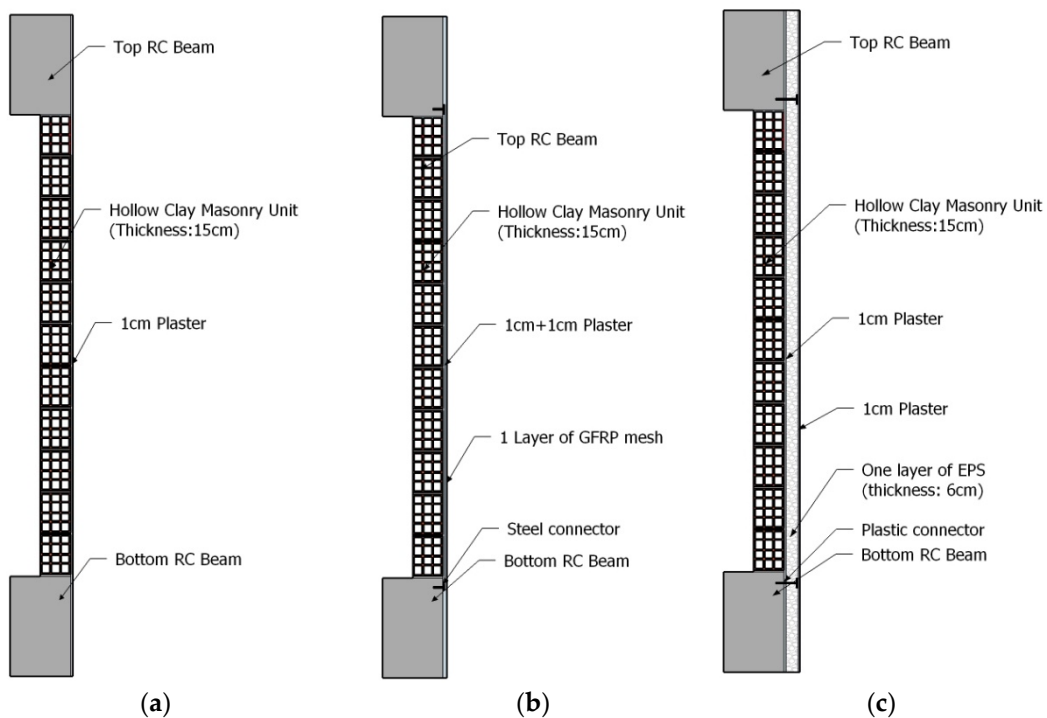 Top RC Beam
Hollow Clay Masonry Unit
(Thickness:15cm)
1cm Plaster
Bottom RC Beam
(a)
Top RC Beam
Hollow Clay Masonry Unit
(Thickness:15cm)
1cm+1cm Plaster
1 Layer of GFRP mesh
Steel connector
Bottom RC Beam
(b)
Top RC Beam
Hollow Clay Masonry Unit
(Thickness:15cm)
1cm Plaster
1cm Plaster
One layer of EPS
(thickness: 6cm)
Plastic connector
Bottom RC Beam
(c)